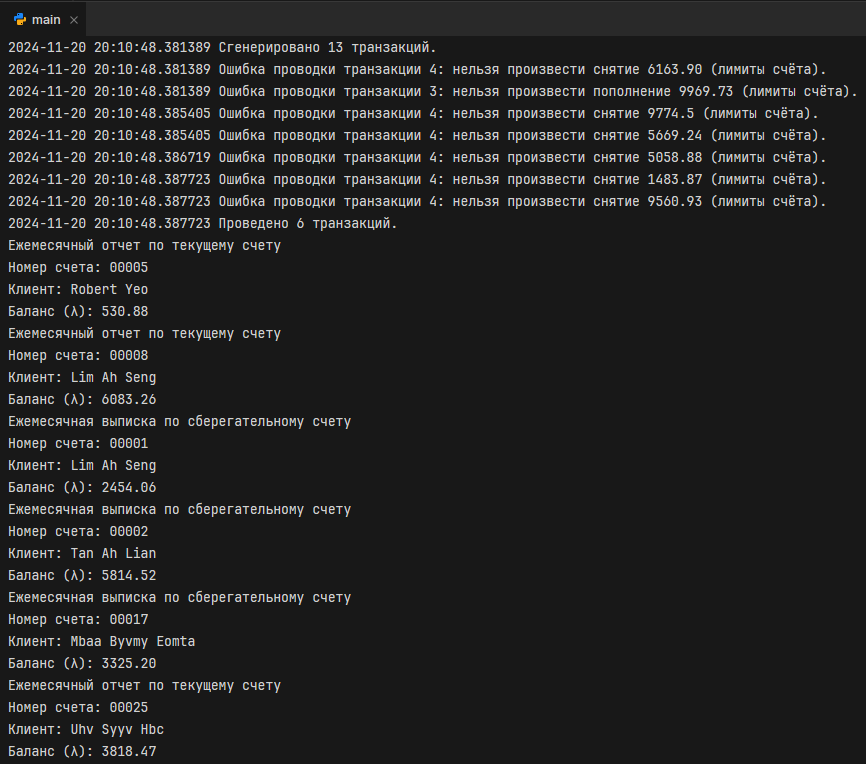 main
2024-11-20 20:10:48.381389 Сгенерировано 13 транзакций.
2024-11-20 20:10:48.381389 Ошибка проводки транзакции 4: нельзя произвести снятие 6163.90 (лимиты счёта).
2024-11-20 20:10:48.381389 Ошибка проводки транзакции 3: нельзя произвести пополнение 9969.73 (лимиты счёта).
2024-11-20 20:10:48.385405 Ошибка проводки транзакции 4: нельзя произвести снятие 9774.5 (лимиты счёта).
2024-11-20 20:10:48.385405 Ошибка проводки транзакции 4: нельзя произвести снятие 5669.24 (лимиты счёта).
2024-11-20 20:10:48.386719 Ошибка проводки транзакции 4: нельзя произвести снятие 5058.88 (лимиты счёта).
2024-11-20 20:10:48.387723 Ошибка проводки транзакции 4: нельзя произвести снятие 1483.87 (лимиты счёта).
2024-11-20 20:10:48.387723 Ошибка проводки транзакции 4: нельзя произвести снятие 9560.93 (лимиты счёта).
2024-11-20 20:10:48.387723 Проведено 6 транзакций.
Ежемесячный отчет по текущему счету
Номер счета: 00005
Клиент: Robert Yeo
Баланс (λ): 530.88
Ежемесячный отчет по текущему счету
Номер счета: 00008
Клиент: Lim Ah Seng
Баланс (λ): 6083.26
Ежемесячная выписка по сберегательному счету
Номер счета: 00001
Клиент: Lim Ah Seng
Баланс (λ): 2454.06
Ежемесячная выписка по сберегательному счету
Номер счета: 00002
Клиент: Tan Ah Lian
Баланс (λ): 5814.52
Ежемесячная выписка по сберегательному счету
Номер счета: 00017
Клиент: Mbaa Byvmy Eomta
Баланс (λ): 3325.20
Ежемесячный отчет по текущему счету
Номер счета: 00025
Клиент: Uhv Syyv Hbc
Баланс (λ): 3818.47